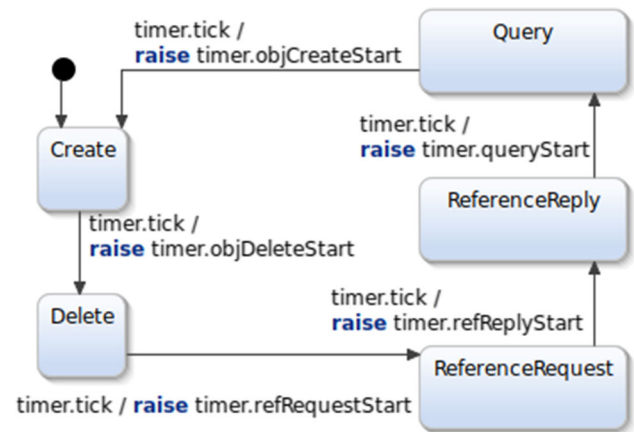 timer.tick /
raise timer.objCreateStart
Query
Create
timer.tick /
raise timer.queryStart
ReferenceReply
timer.tick /
raise timer.objDeleteStart
Delete
timer.tick /
raise timer.refReplyStart
ReferenceRequest
timer.tick / raise timer.refRequestStart